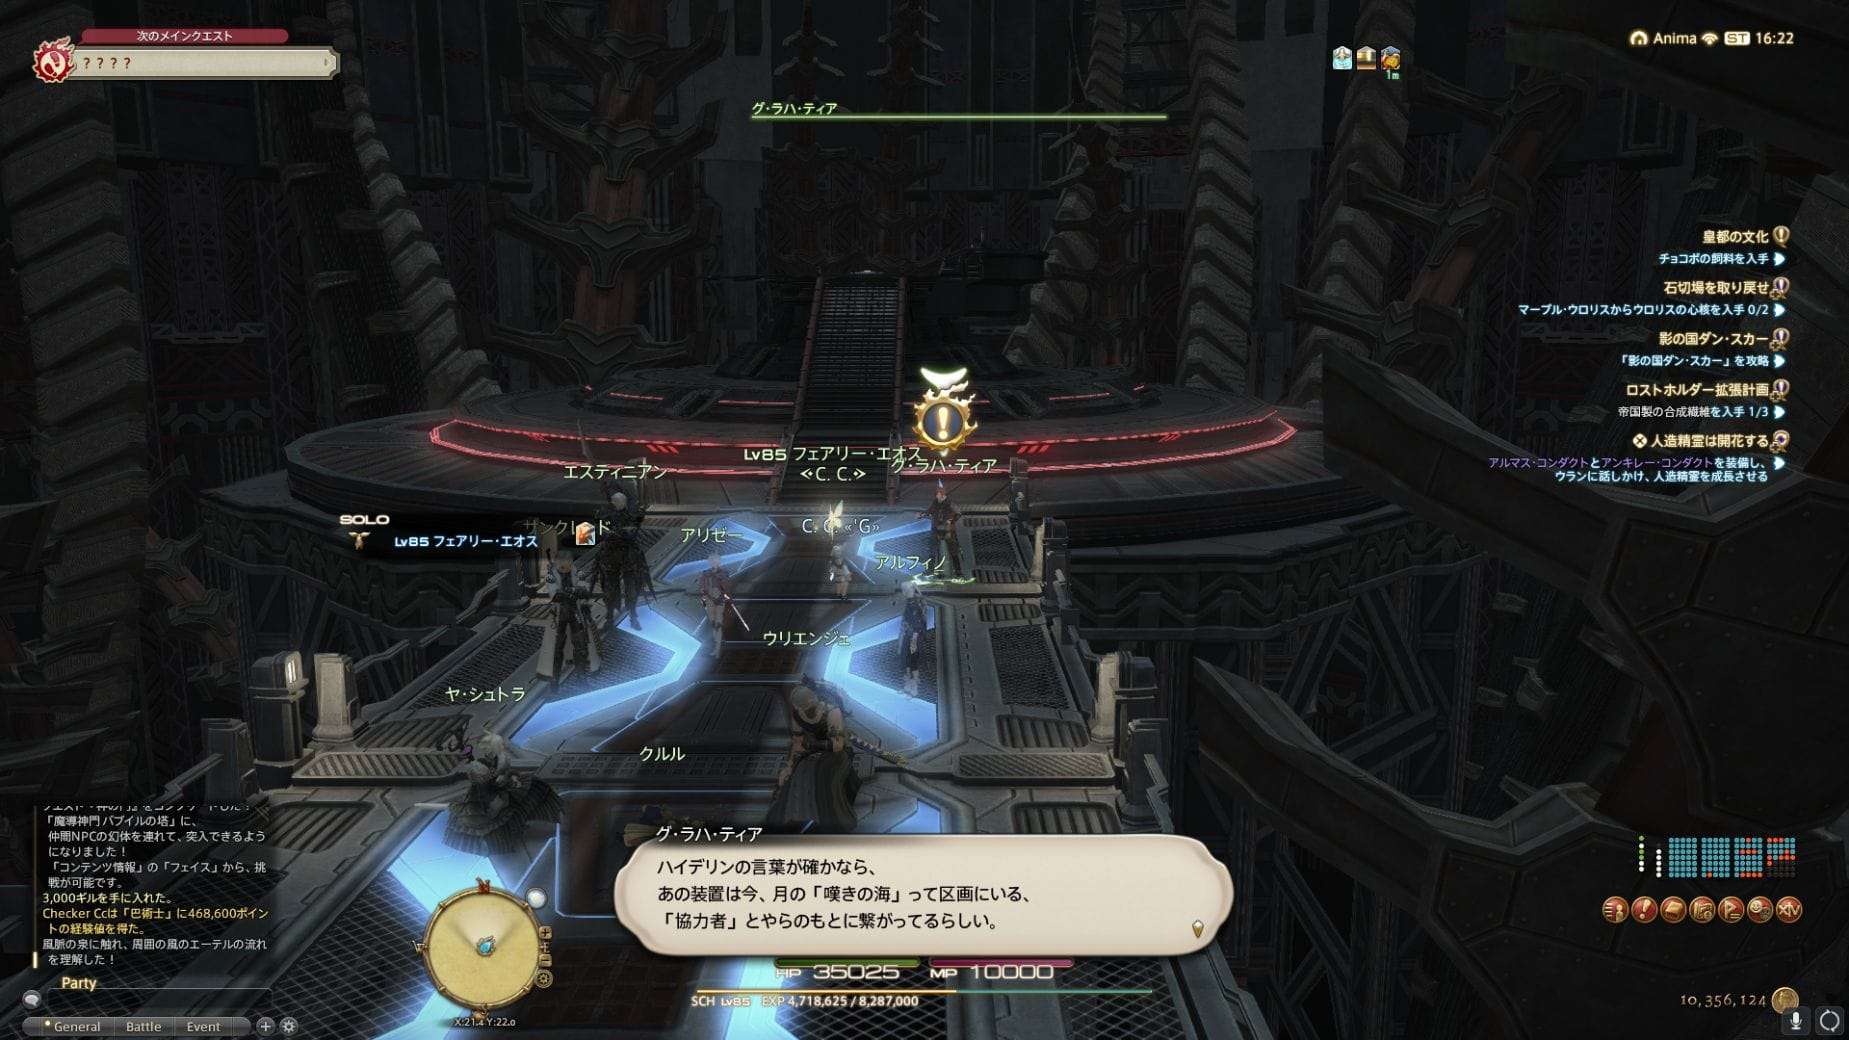 次のメインクエスト
????
Anima ST 16:22
1m
グ・ラハ・ティア
皇都の文化
チョコボの飼料を入手
石切場を取り戻せ
マーブル・ウロリスからウロリスの心核を入手 0/2
影の国ダン・スカー
「影の国ダン・スカー」を攻略
ロストホルダー拡張計画
帝国製の合成繊維を入手 1/3
人造精霊は開花する
アルマス・コンダクトとアンキレー・コンダクトを装備し、
ウランに話しかけ、人造精霊を成長させる
Lv85 フェアリー・エオス
«C. C.»
グ・ラハ・ティア
エスティニアン
SOLO
Lv85 フェアリー・エオス
サンクレッド
アリゼー
C. C. «'G»
アルフィノ
ウリエンジェ
ヤ・シュトラ
クルル
「魔導神門 バブイルの塔」に、
仲間NPCの幻体を連れて、突入できるよう
になりました！
「コンテンツ情報」の「フェイス」から、挑
戦が可能です。
3,000ギルを手に入れた。
Checker Ccは「巴術士」に468,600ポイン
トの経験値を得た。
風脈の泉に触れ、周囲の風のエーテルの流れ
を理解した！
Party
General Battle Event
X:21.4 Y:22.0
グ・ラハ・ティア
ハイデリンの言葉が確かなら、
あの装置は今、月の「嘆きの海」って区画にいる、
「協力者」とやらのもとに繋がってるらしい。
HP 35025 MP 10000
SCH Lv85 EXP 4,718,625 / 8,287,000
XIV
10,356,124